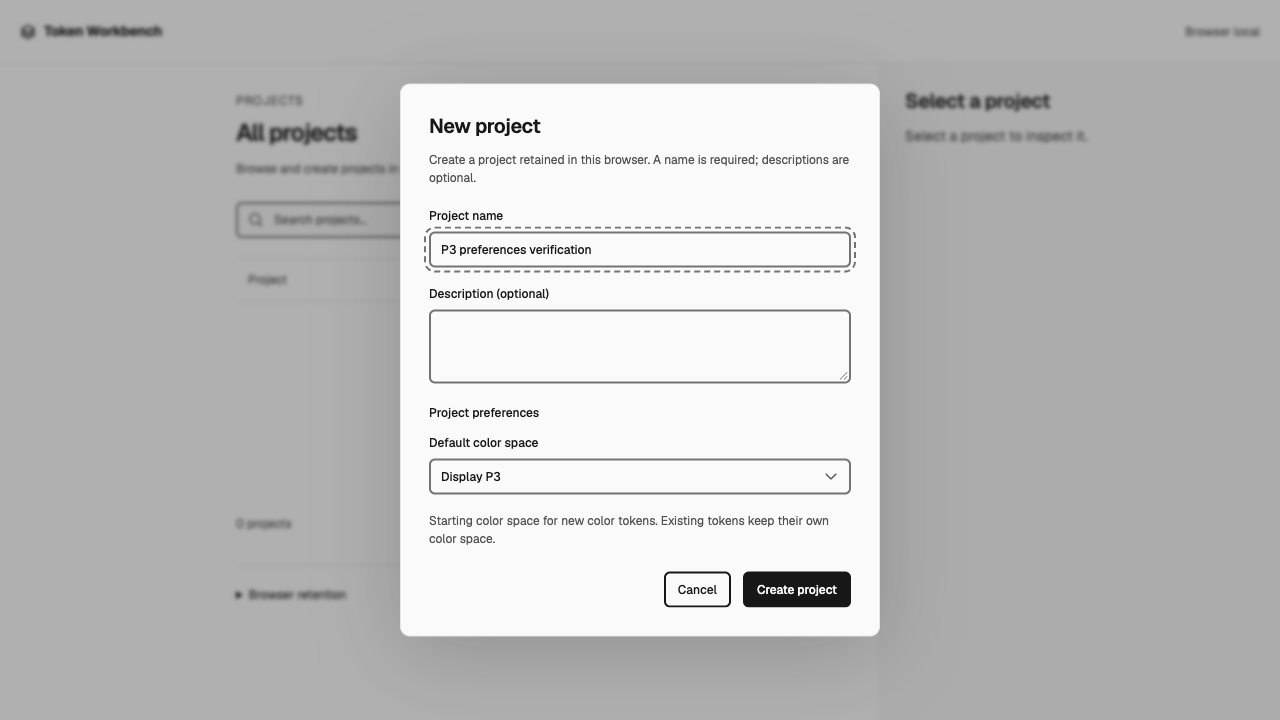 Token Workbench
Browser local
PROJECTS
All projects
Browse and create projects in
Search projects...
Project
0 projects
Browser retention
Select a project
Select a project to inspect it.
New project
Create a project retained in this browser. A name is required; descriptions are
optional.
Project name
P3 preferences verification
Description (optional)
Project preferences
Default color space
Display P3
Starting color space for new color tokens. Existing tokens keep their own
color space.
Cancel
Create project